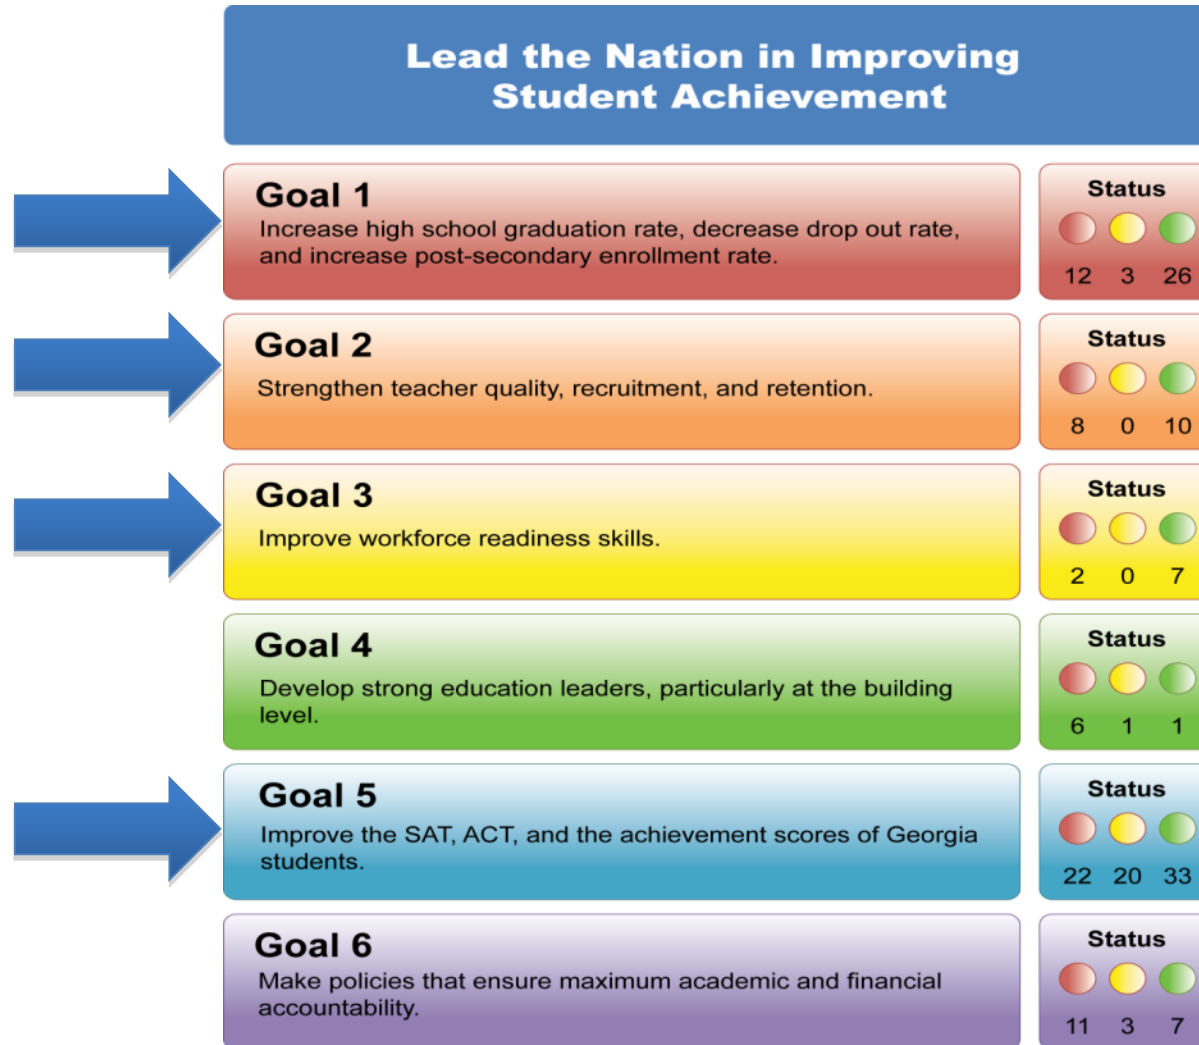 Lead the Nation in Improving
Student Achievement
Goal 1
Increase high school graduation rate, decrease drop out rate,
and increase post-secondary enrollment rate.
Status
12 3 26
Goal 2
Strengthen teacher quality, recruitment, and retention.
Status
8 0 10
Goal 3
Improve workforce readiness skills.
Status
2 0 7
Goal 4
Develop strong education leaders, particularly at the building
level.
Status
6 1 1
Goal 5
Improve the SAT, ACT, and the achievement scores of Georgia
students.
Status
22 20 33
Goal 6
Make policies that ensure maximum academic and financial
accountability.
Status
11 3 7